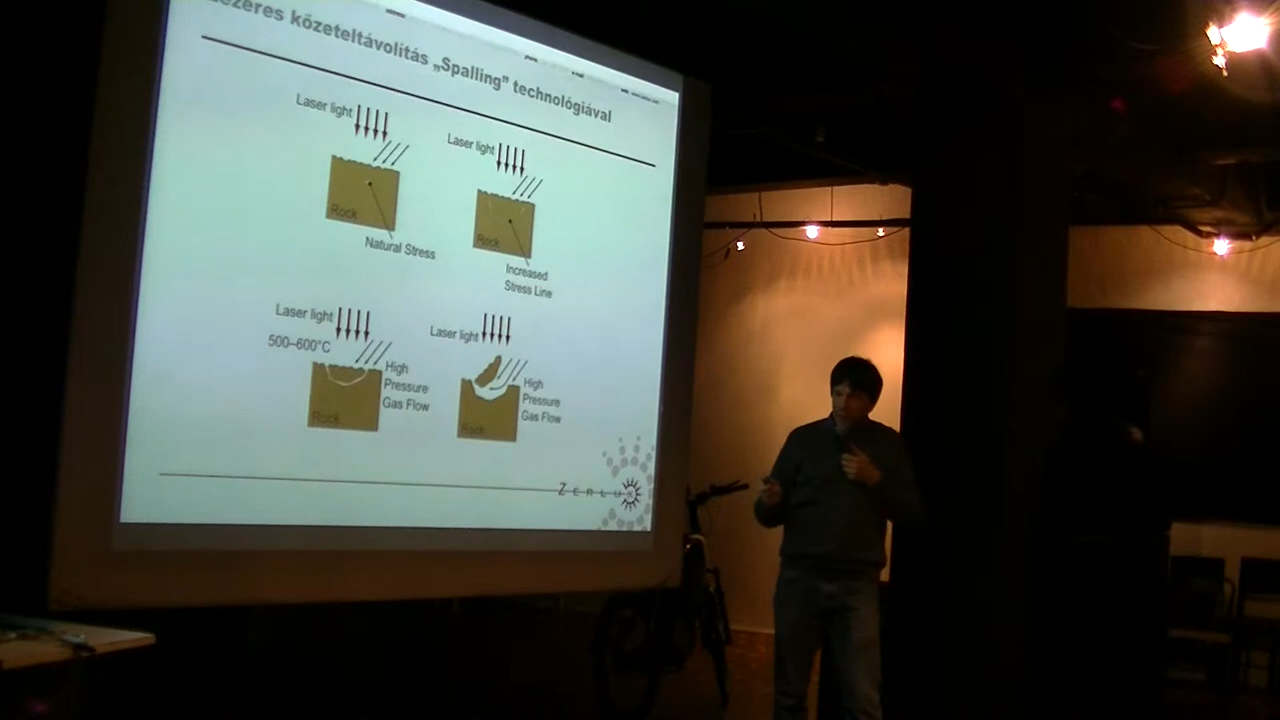 kőzeteltávolítás „Spalling” technológiával
Laser light
Rock
Natural Stress
Laser light
Rock
Increased
Stress Line
Laser light
500–600°C
High
Pressure
Gas Flow
Rock
Laser light
High
Pressure
Gas Flow
Rock
ZERLUX